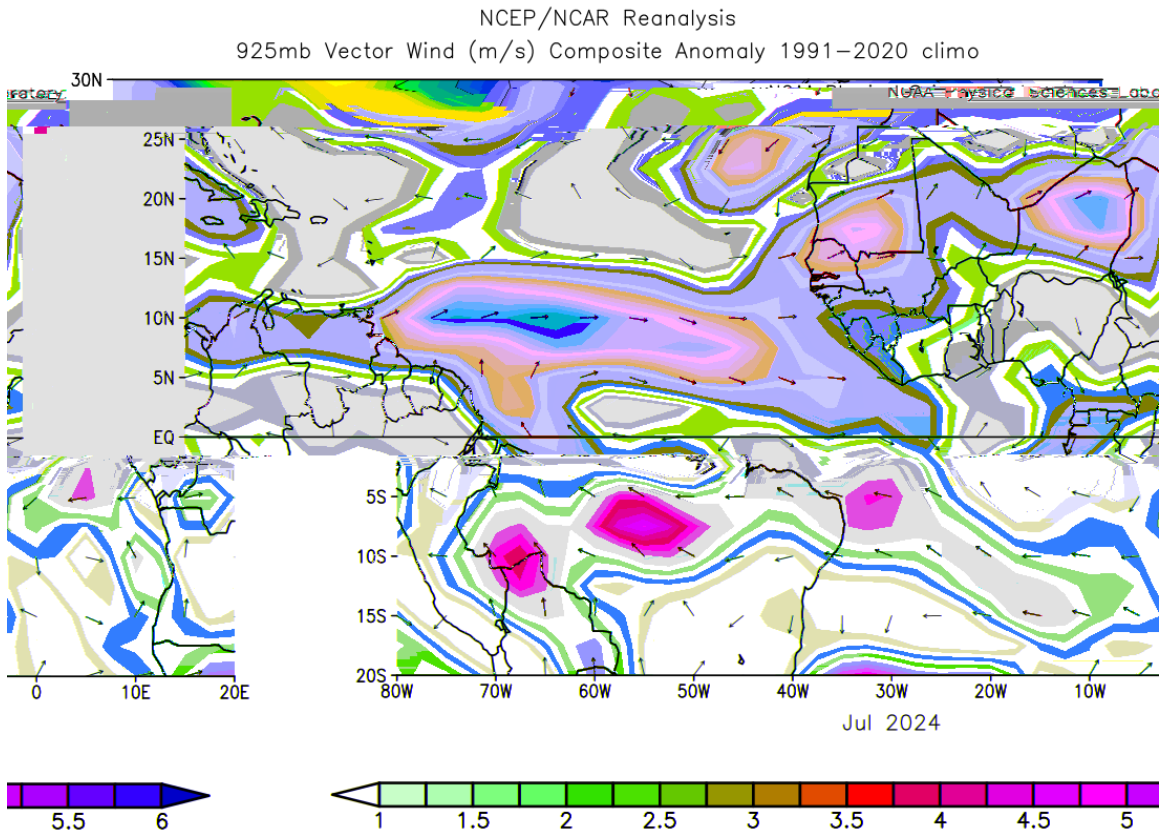 NCEP/NCAR Reanalysis
925mb Vector Wind (m/s) Composite Anomaly 1991−2020 climo
30N
25N
20N
15N
10N
5N
EQ
5S
10S
15S
20S
0 10E 20E 80W 70W 60W 50W 40W 30W 20W 10W
Jul 2024
5.5 6 1 1.5 2 2.5 3 3.5 4 4.5 5